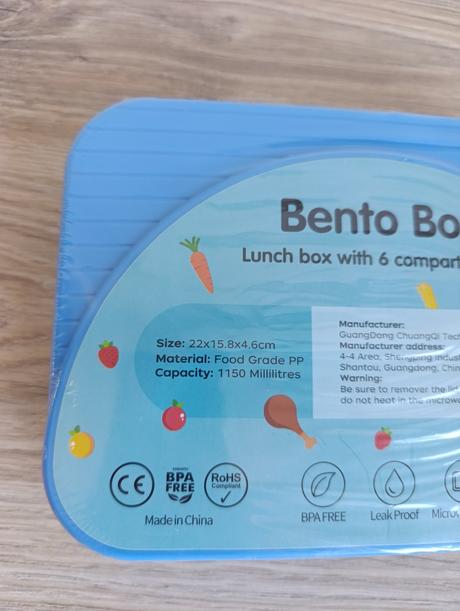 Bento Bo
Lunch box with 6 compart
Size: 22x15.8x4.6cm
Material: Food Grade PP
Capacity: 1150 Millilitres
Manufacturer:
GuangDong ChuangQi Tech
Manufacturer address:
4-4 Area, Shengping Indust
Shantou, Guangdong, Chin
Warning:
Be sure to remover the lid
do not heat in the microwa
CE
BPA
FREE
RoHS
Compliant
Made in China
BPA FREE
Leak Proof
Microw